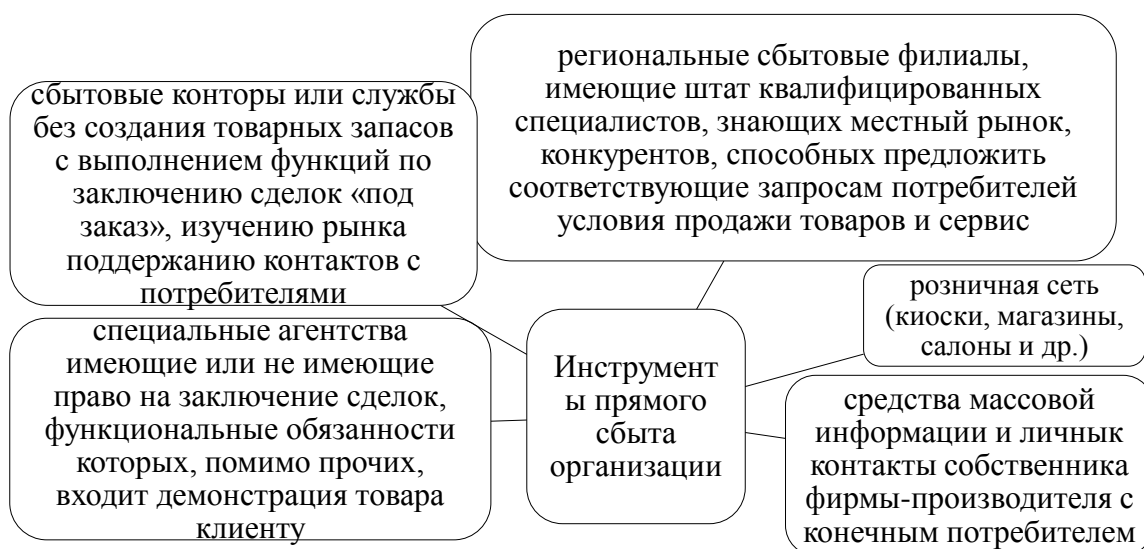 региональные сбытовые филиалы,
имеющие штат квалифицированных
специалистов, знающих местный рынок,
конкурентов, способных предложить
соответствующие запросам потребителей
условия продажи товаров и сервис
сбытовые конторы или службы
без создания товарных запасов
с выполнением функций по
заключению сделок «под
заказ», изучению рынка
поддержанию контактов с
потребителями
розничная сеть
(киоски, магазины,
салоны и др.)
специальные агентства
имеющие или не имеющие
право на заключение сделок,
функциональные обязанности
которых, помимо прочих,
входит демонстрация товара
клиенту
Инструмент
ы прямого
сбыта
организации
средства массовой
информации и личнык
контакты собственника
фирмы-производителя с
конечным потребителем